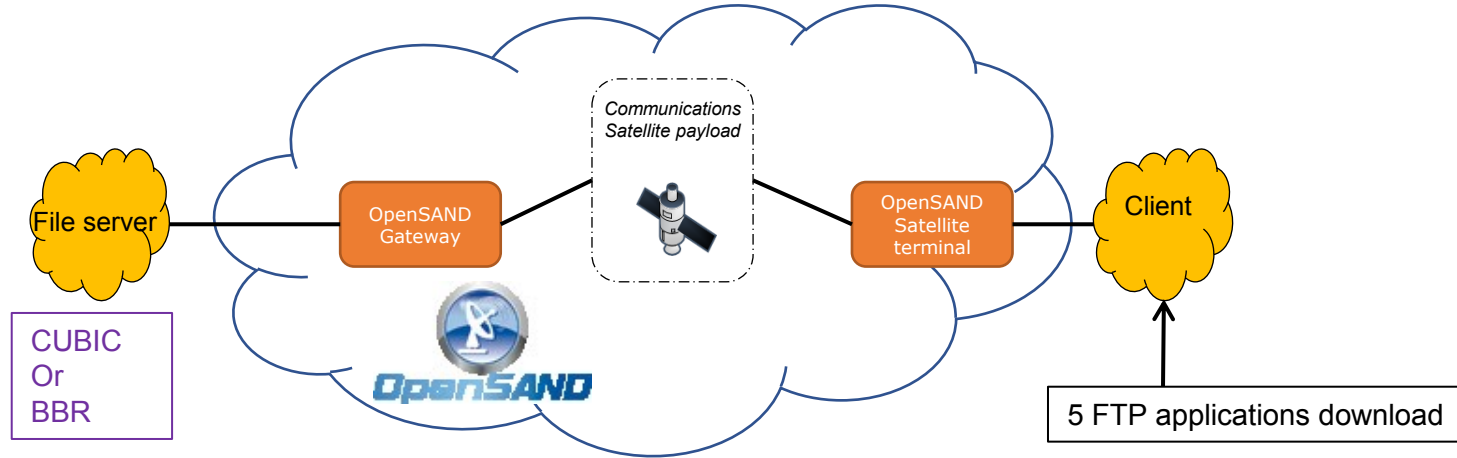 Communications
Satellite payload
OpenSAND
Gateway
OpenSAND
Satellite
terminal
File server
Client
OpenSAND
CUBIC
Or
BBR
5 FTP applications download